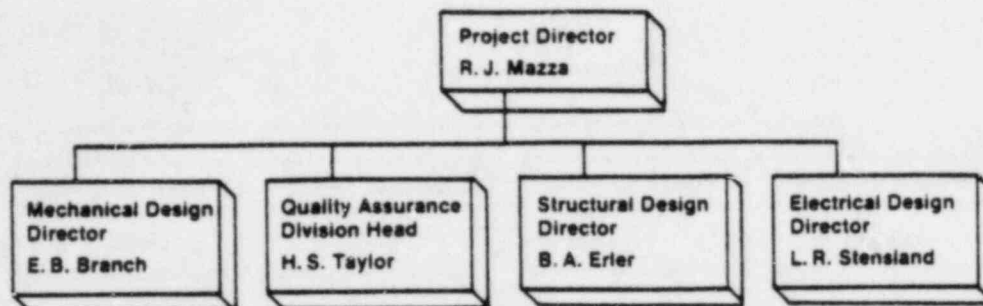 Project Director
R. J. Mazza
Mechanical Design
Director
E. B. Branch
Quality Assurance
Division Head
H. S. Taylor
Structural Design
Director
B. A. Erler
Electrical Design
Director
L. R. Stensland